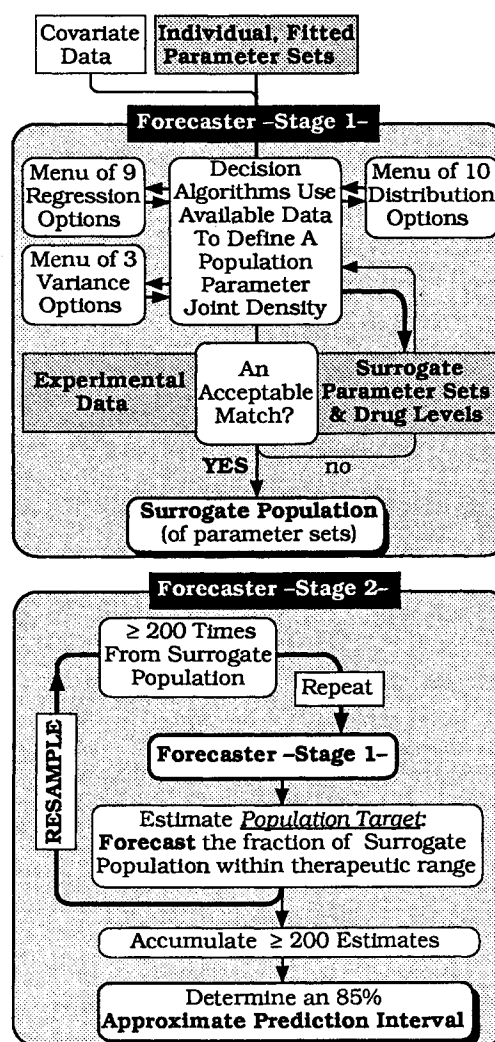 Covariate
Data
Individual, Fitted
Parameter Sets
Forecaster –Stage 1–
Menu of 9
Regression
Options
Decision
Algorithms Use
Available Data
To Define A
Population
Parameter
Joint Density
Menu of 10
Distribution
Options
Menu of 3
Variance
Options
Experimental
Data
An
Acceptable
Match?
Surrogate
Parameter Sets
& Drug Levels
YES
no
Surrogate Population
(of parameter sets)
Forecaster –Stage 2–
≥ 200 Times
From Surrogate
Population
Repeat
RESAMPLE
Forecaster –Stage 1–
Estimate Population Target:
Forecast the fraction of Surrogate
Population within therapeutic range
Accumulate ≥ 200 Estimates
Determine an 85%
Approximate Prediction Interval